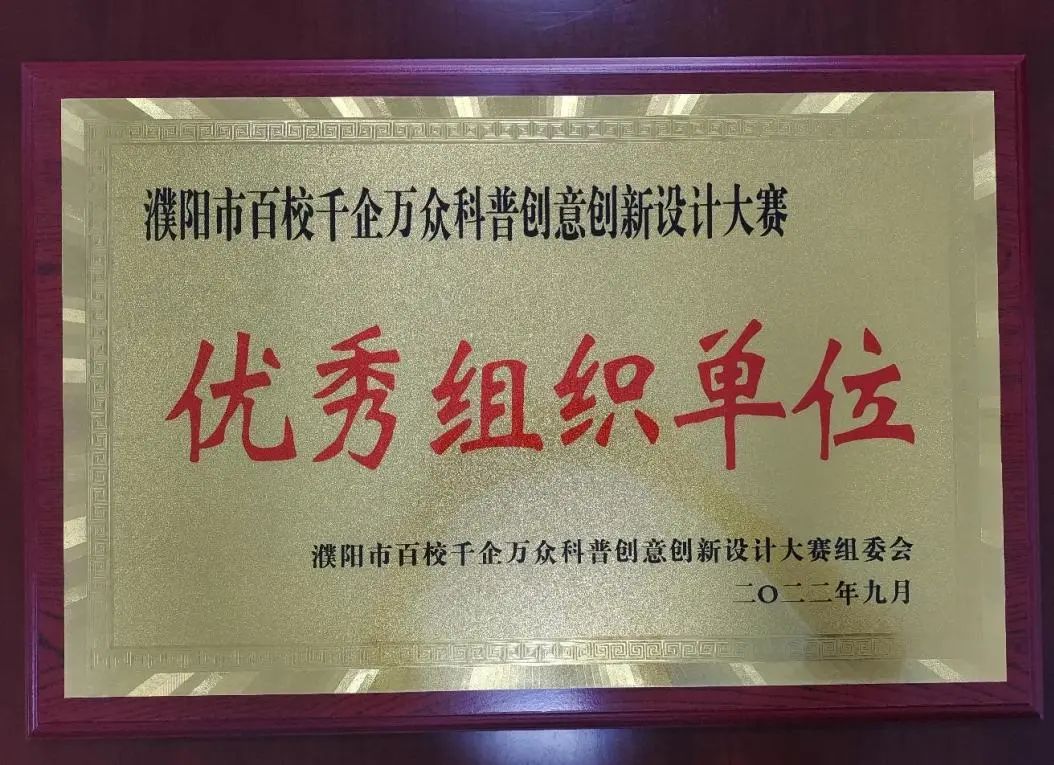 濮阳市百校千企万众科普创意创新设计大赛
优秀组织单位
濮阳市百校千企万众科普创意创新设计大赛组委会
二〇二二年九月